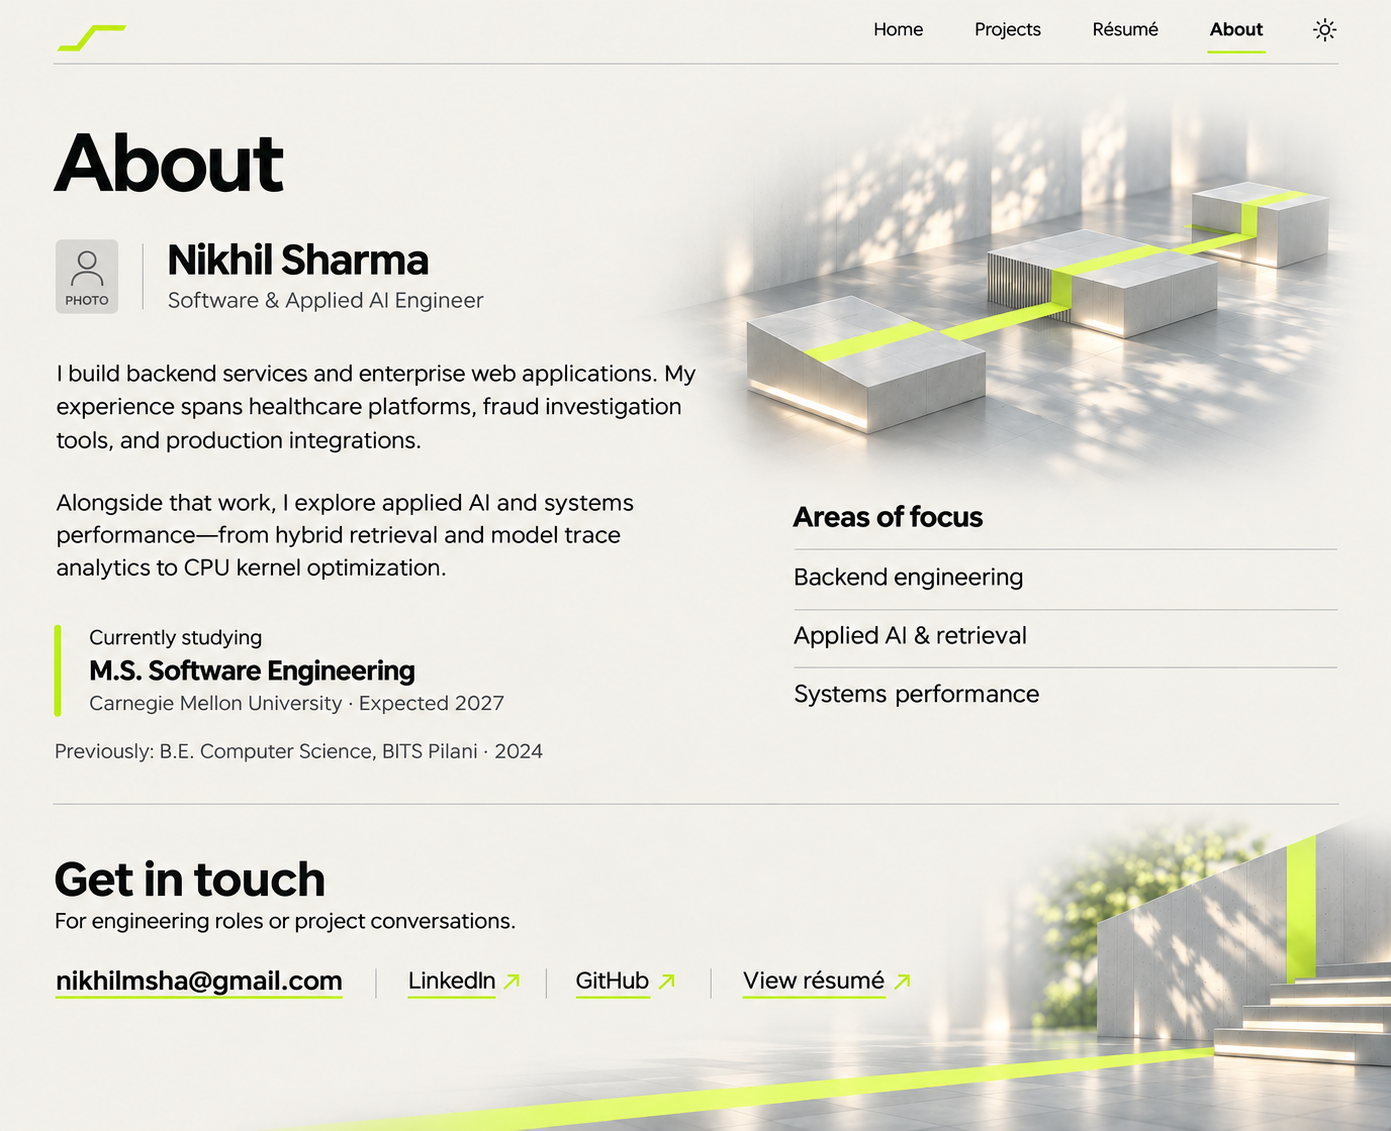 Home
Projects
Résumé
About
About
PHOTO
Nikhil Sharma
Software & Applied AI Engineer
I build backend services and enterprise web applications. My
experience spans healthcare platforms, fraud investigation
tools, and production integrations.
Alongside that work, I explore applied AI and systems
performance—from hybrid retrieval and model trace
analytics to CPU kernel optimization.
Currently studying
M.S. Software Engineering
Carnegie Mellon University · Expected 2027
Previously: B.E. Computer Science, BITS Pilani · 2024
Areas of focus
Backend engineering
Applied AI & retrieval
Systems performance
Get in touch
For engineering roles or project conversations.
nikhilmsha@gmail.com
LinkedIn ↗
GitHub ↗
View résumé ↗